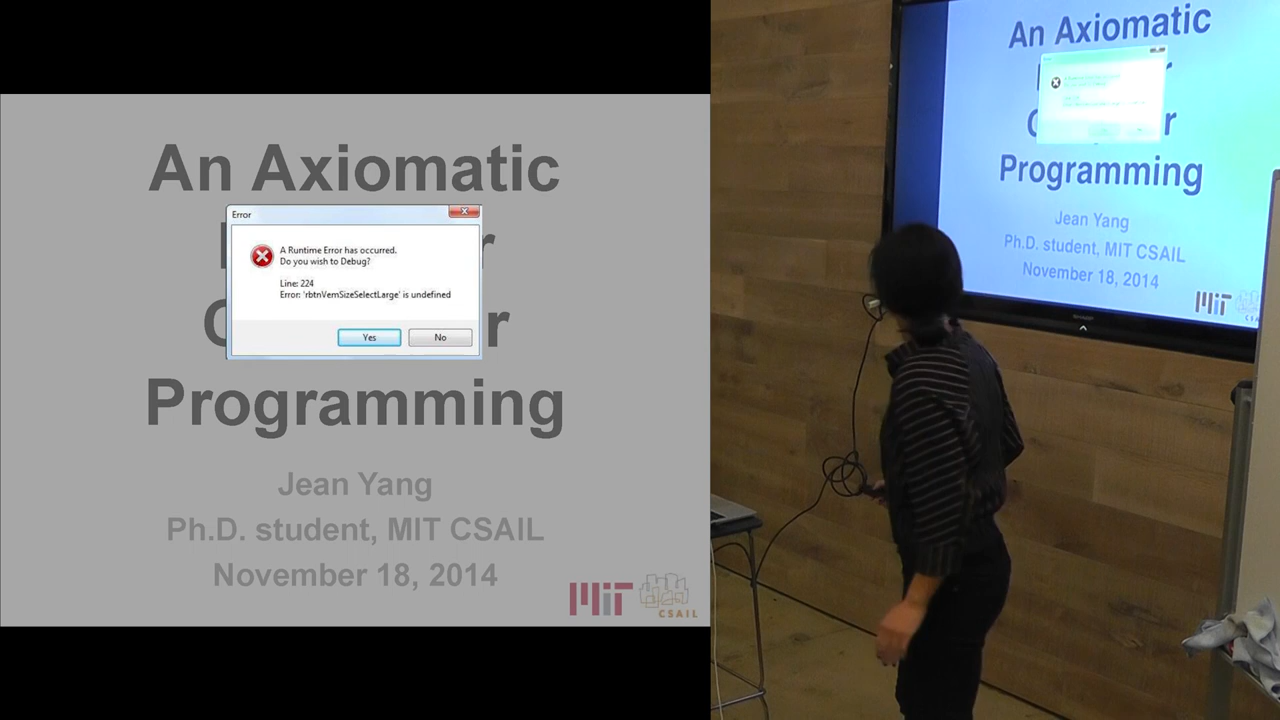 An Axiomatic
r
C r
Programming
Error
A Runtime Error has occurred.
Do you wish to Debug?
Line: 224
Error: 'rbtnVemSizeSelectLarge' is undefined
Yes
No
Jean Yang
Ph.D. student, MIT CSAIL
November 18, 2014
MIT
CSAIL
An Axiomatic
r
C r
Programming
Jean Yang
Ph.D. student, MIT CSAIL
November 18, 2014
MIT